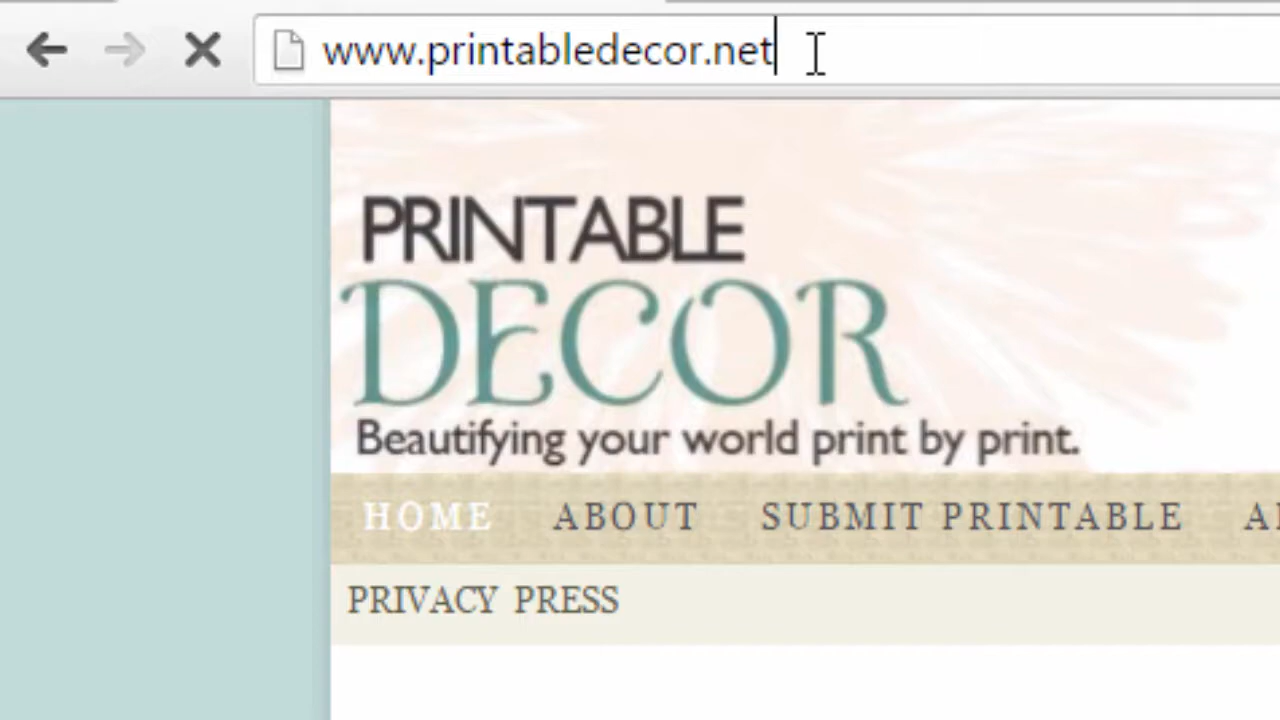 www.printabledecor.net
PRINTABLE
DECOR
Beautifying your world print by print.
HOME ABOUT SUBMIT PRINTABLE
PRIVACY PRESS